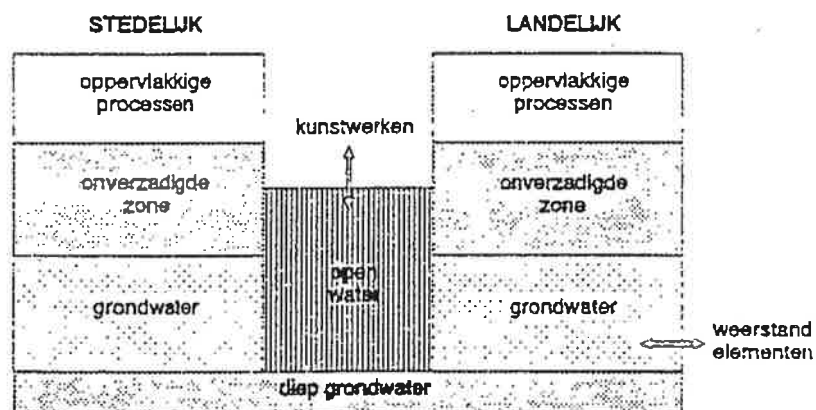 STEDELIJK
LANDELIJK
oppervlakkige
processen
oppervlakkige
processen
kunstwerken
onverzadigde
zone
onverzadigde
zone
open
water
grondwater
grondwater
weerstand
elementen
diep grondwater